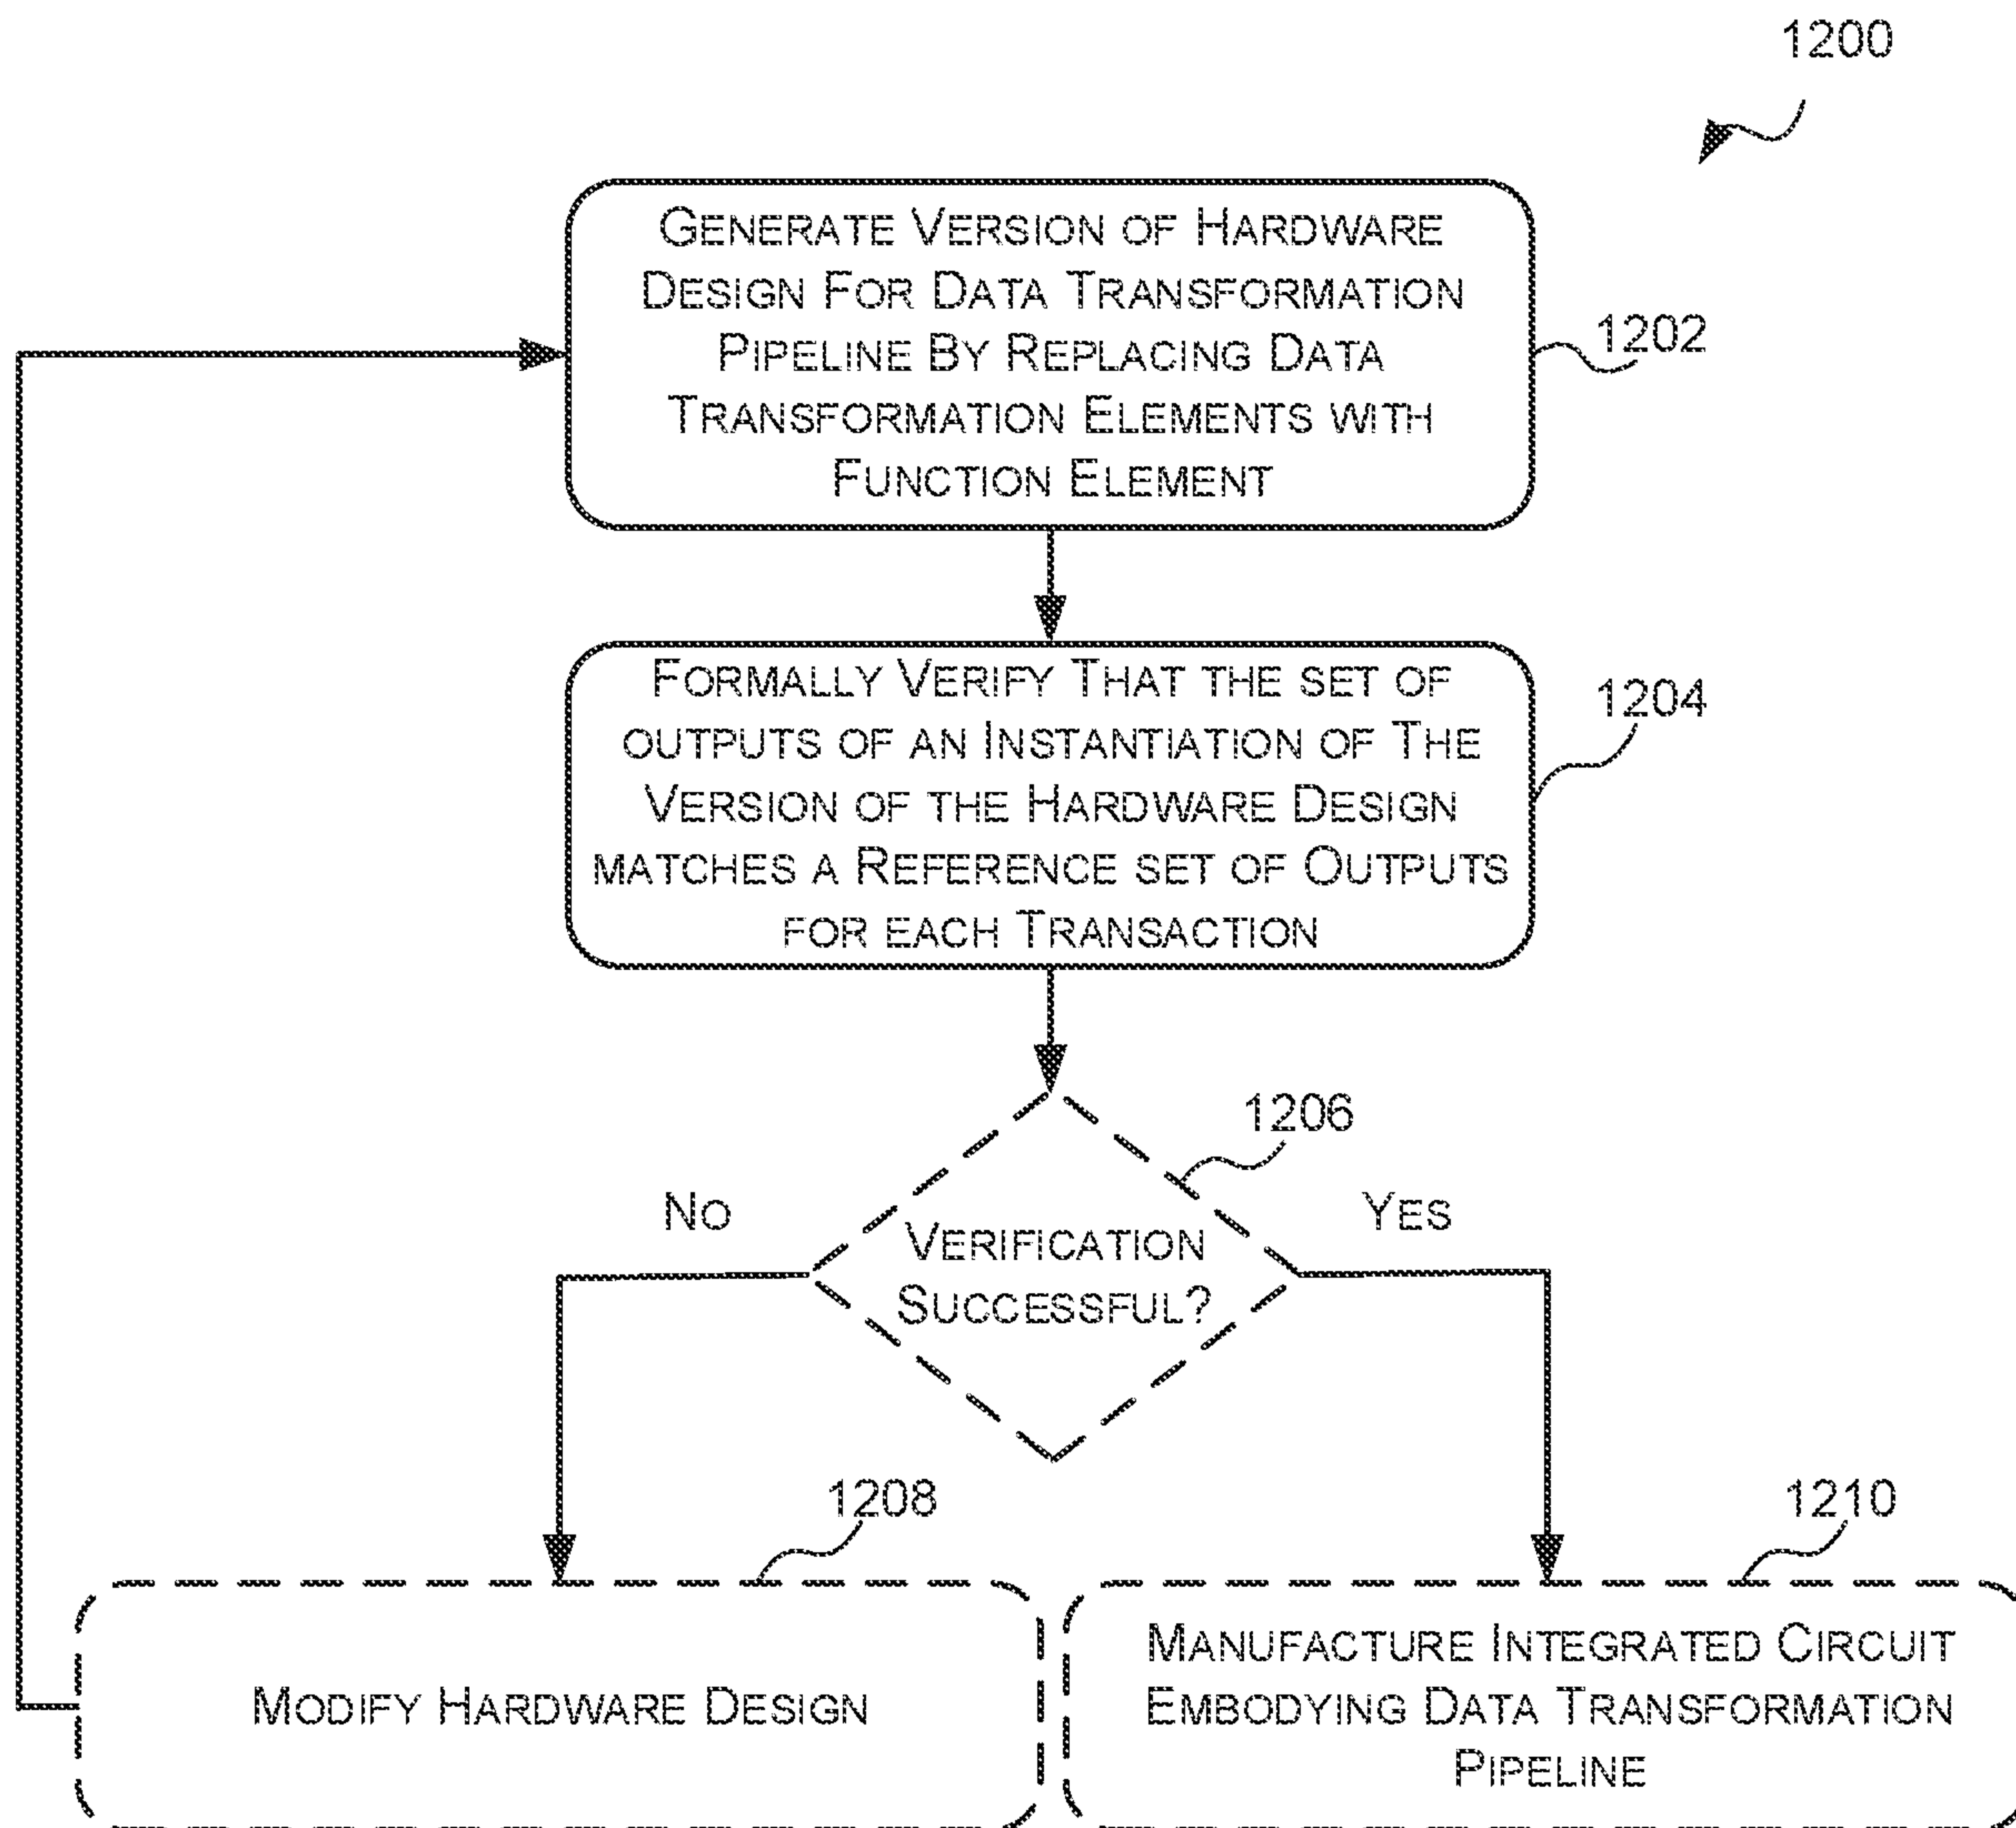 1200
GENERATE VERSION OF HARDWARE
DESIGN FOR DATA TRANSFORMATION
PIPELINE BY REPLACING DATA
TRANSFORMATION ELEMENTS WITH
FUNCTION ELEMENT
1202
FORMALLY VERIFY THAT THE SET OF
OUTPUTS OF AN INSTANTIATION OF THE
VERSION OF THE HARDWARE DESIGN
MATCHES A REFERENCE SET OF OUTPUTS
FOR EACH TRANSACTION
1204
1206
NO
YES
VERIFICATION
SUCCESSFUL?
1208
1210
MODIFY HARDWARE DESIGN
MANUFACTURE INTEGRATED CIRCUIT
EMBODYING DATA TRANSFORMATION
PIPELINE